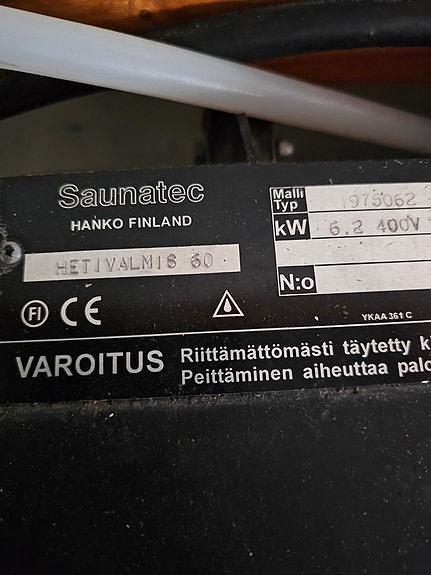 Saunatec
HANKO FINLAND
HETIVALMIS 60
Malli
Typ
1975062
kW
6.2 400V
N:o
FI CE
YKAA 361 C
VAROITUS Riittämättömästi täytetty
Peittäminen aiheuttaa